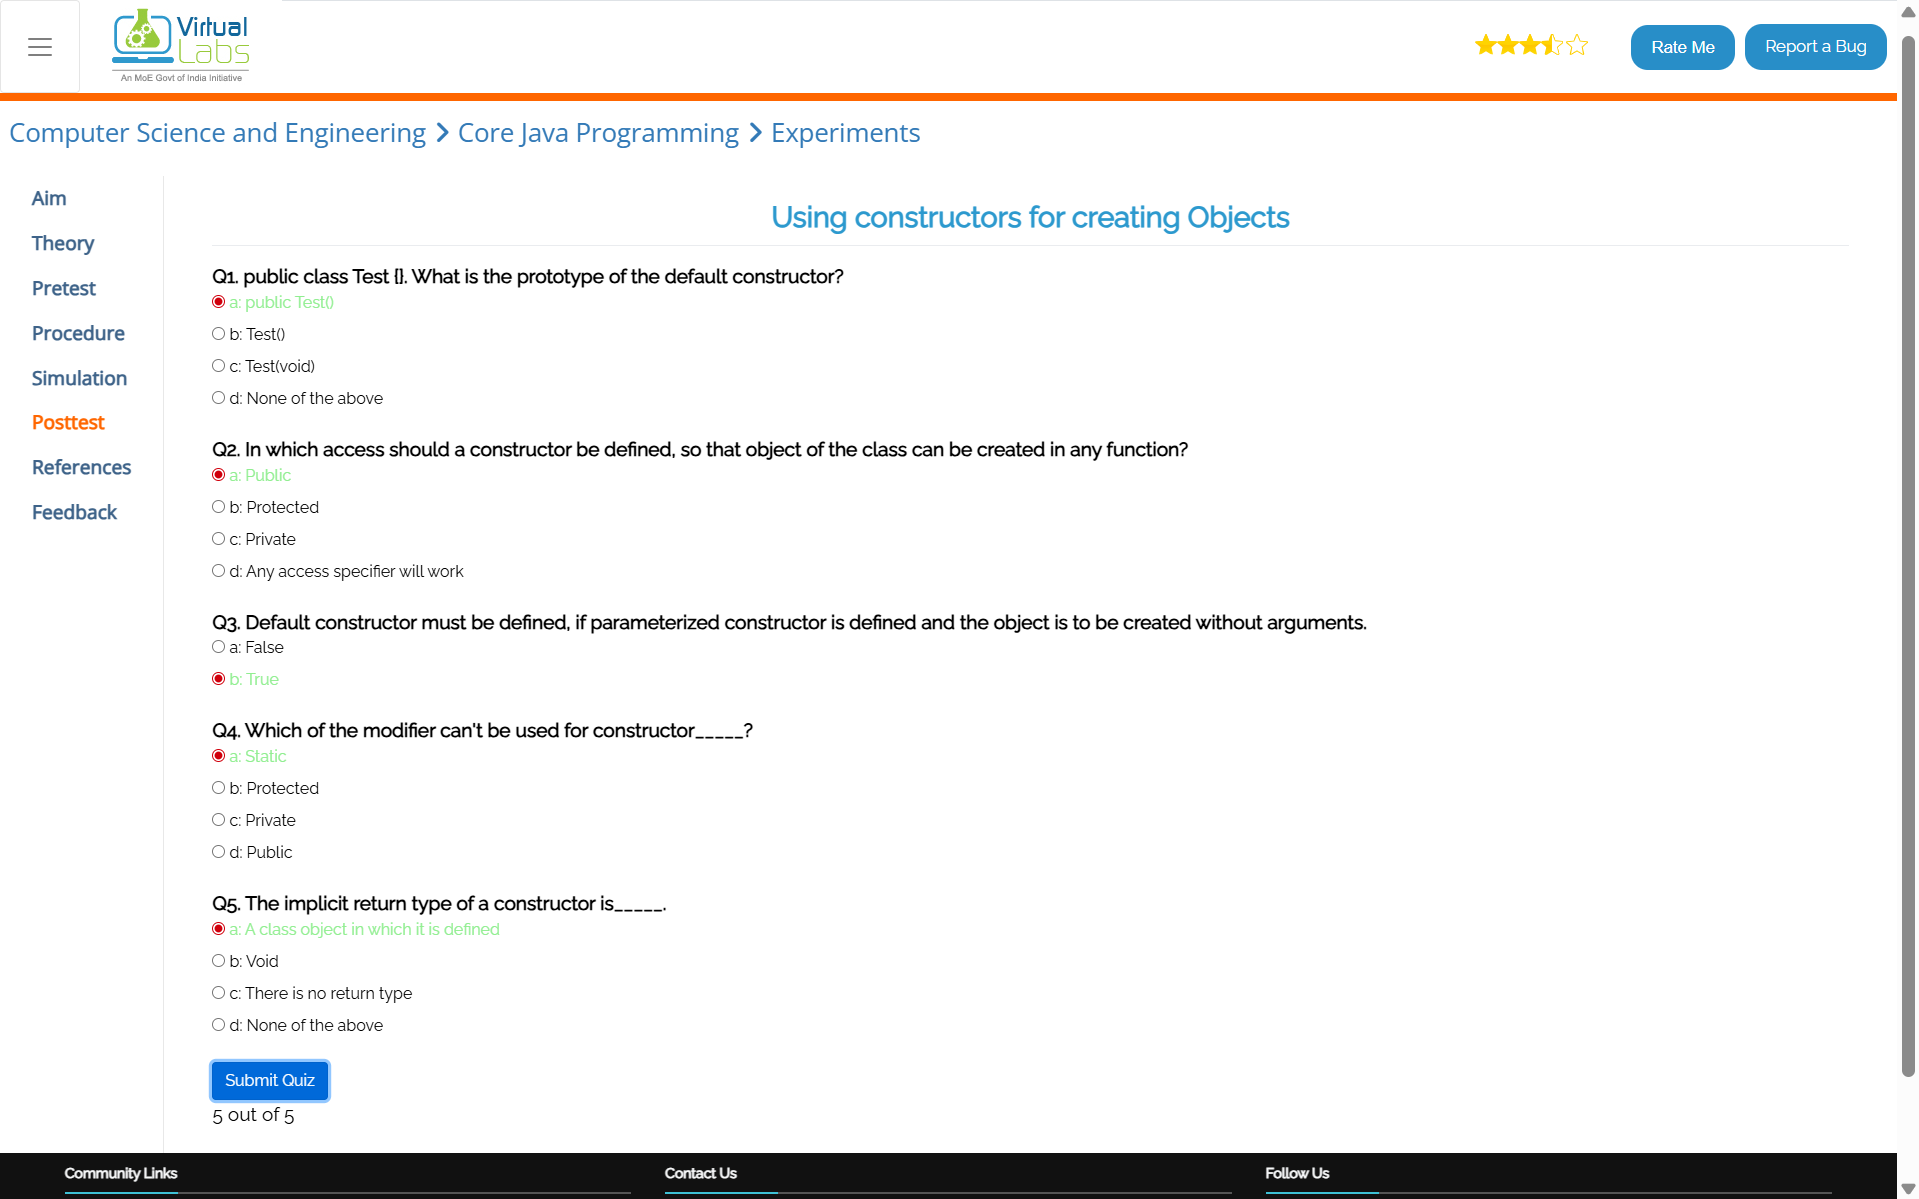 Virtual
Labs
An MoE Govt of India Initiative
Rate Me
Report a Bug
Computer Science and Engineering > Core Java Programming > Experiments
Aim
Theory
Pretest
Procedure
Simulation
Posttest
References
Feedback
Using constructors for creating Objects
Q1. public class Test {}. What is the prototype of the default constructor?
a: public Test()
b: Test()
c: Test(void)
d: None of the above
Q2. In which access should a constructor be defined, so that object of the class can be created in any function?
a: Public
b: Protected
c: Private
d: Any access specifier will work
Q3. Default constructor must be defined, if parameterized constructor is defined and the object is to be created without arguments.
a: False
b: True
Q4. Which of the modifier can't be used for constructor_____?
a: Static
b: Protected
c: Private
d: Public
Q5. The implicit return type of a constructor is_____.
a: A class object in which it is defined
b: Void
c: There is no return type
d: None of the above
Submit Quiz
5 out of 5
Community Links
Contact Us
Follow Us